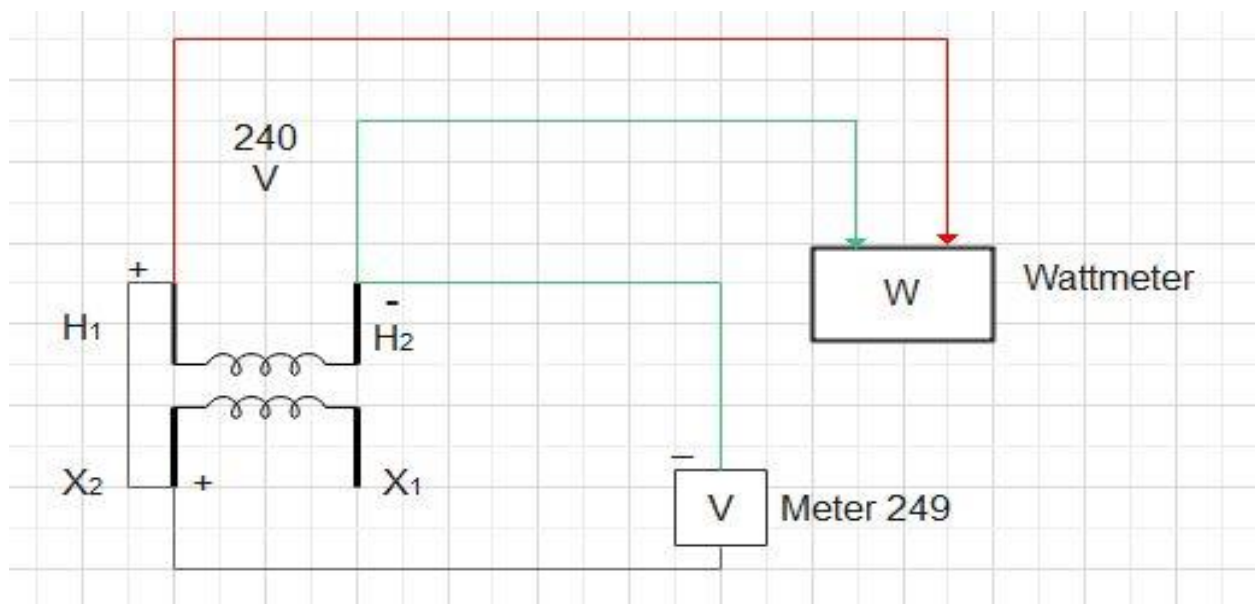 240
V
+
H1
-
H2
W
Wattmeter
X2
+
X1
–
V
Meter 249